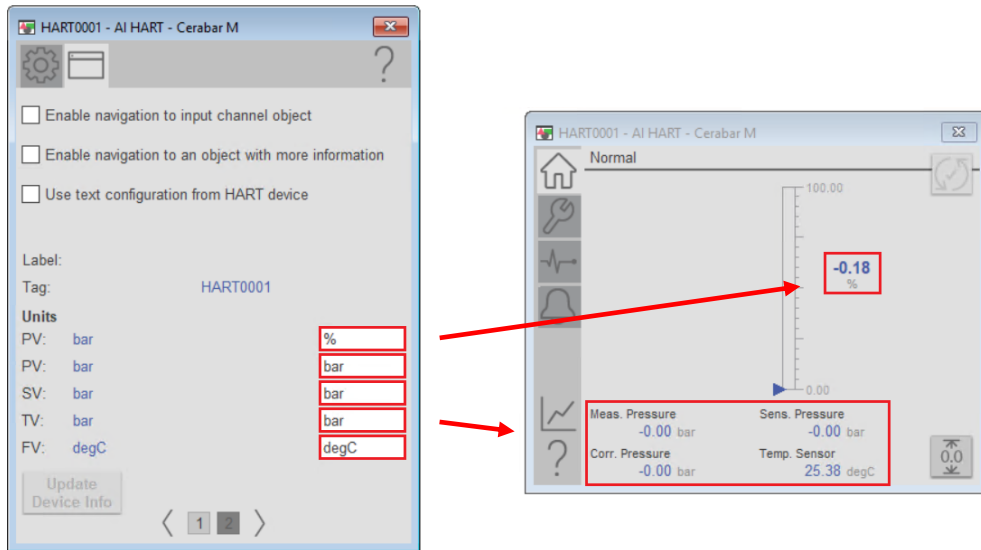 HART0001 - AI HART - Cerabar M
?
Enable navigation to input channel object
Enable navigation to an object with more information
Use text configuration from HART device
Label:
Tag: HART0001
Units
PV: bar %
PV: bar bar
SV: bar bar
TV: bar bar
FV: degC degC
Update
Device Info
1 2
HART0001 - AI HART - Cerabar M
Normal
100.00
-0.18
%
0.00
Meas. Pressure Sens. Pressure
-0.00 bar -0.00 bar
Corr. Pressure Temp. Sensor
-0.00 bar 25.38 degC
?
0.0